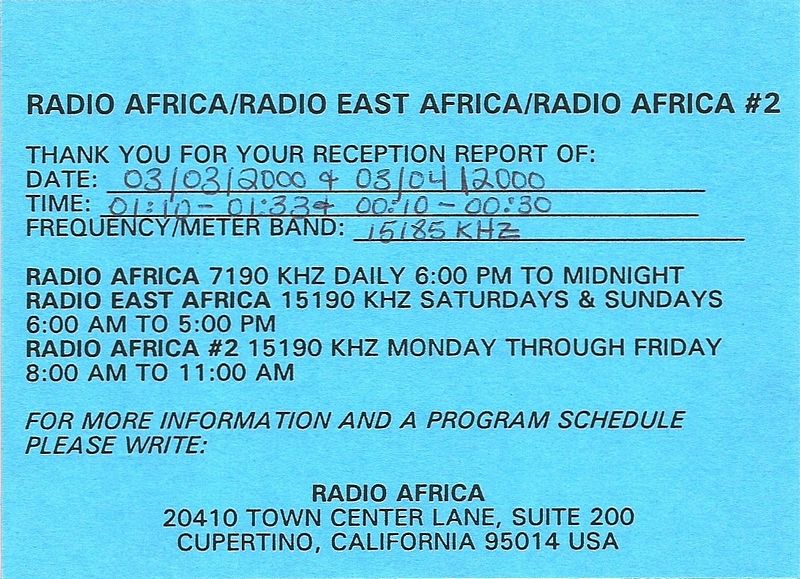 RADIO AFRICA/RADIO EAST AFRICA/RADIO AFRICA #2
THANK YOU FOR YOUR RECEPTION REPORT OF:
DATE: 03/03/2000 & 03/04/2000
TIME: 01:10 - 01:33 & 00:10 - 00:30
FREQUENCY/METER BAND: 15185 KHZ
RADIO AFRICA 7190 KHZ DAILY 6:00 PM TO MIDNIGHT
RADIO EAST AFRICA 15190 KHZ SATURDAYS & SUNDAYS
6:00 AM TO 5:00 PM
RADIO AFRICA #2 15190 KHZ MONDAY THROUGH FRIDAY
8:00 AM TO 11:00 AM
FOR MORE INFORMATION AND A PROGRAM SCHEDULE
PLEASE WRITE:
RADIO AFRICA
20410 TOWN CENTER LANE, SUITE 200
CUPERTINO, CALIFORNIA 95014 USA